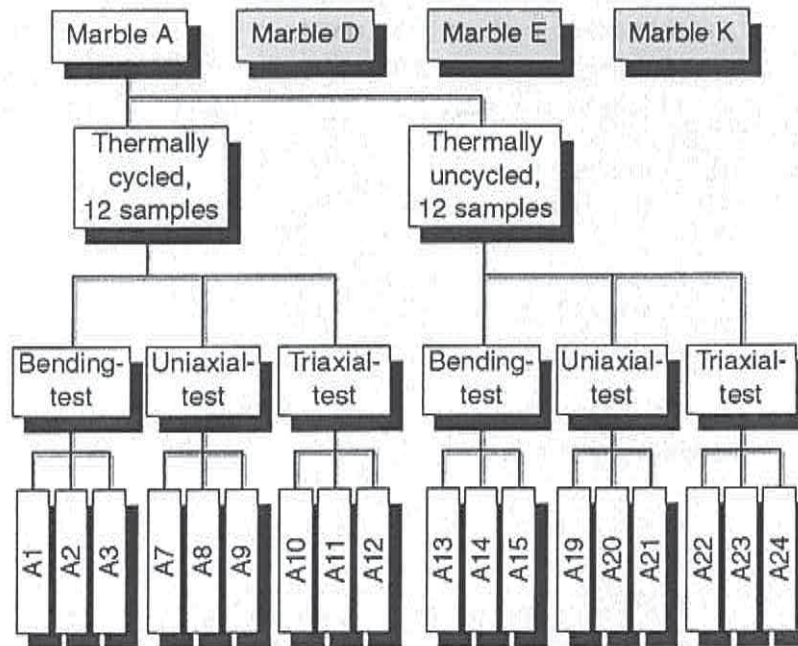 Marble A
Marble D
Marble E
Marble K
Thermally
cycled,
12 samples
Thermally
uncycled,
12 samples
Bending-
test
Uniaxial-
test
Triaxial-
test
Bending-
test
Uniaxial-
test
Triaxial-
test
A1
A2
A3
A7
A8
A9
A10
A11
A12
A13
A14
A15
A19
A20
A21
A22
A23
A24